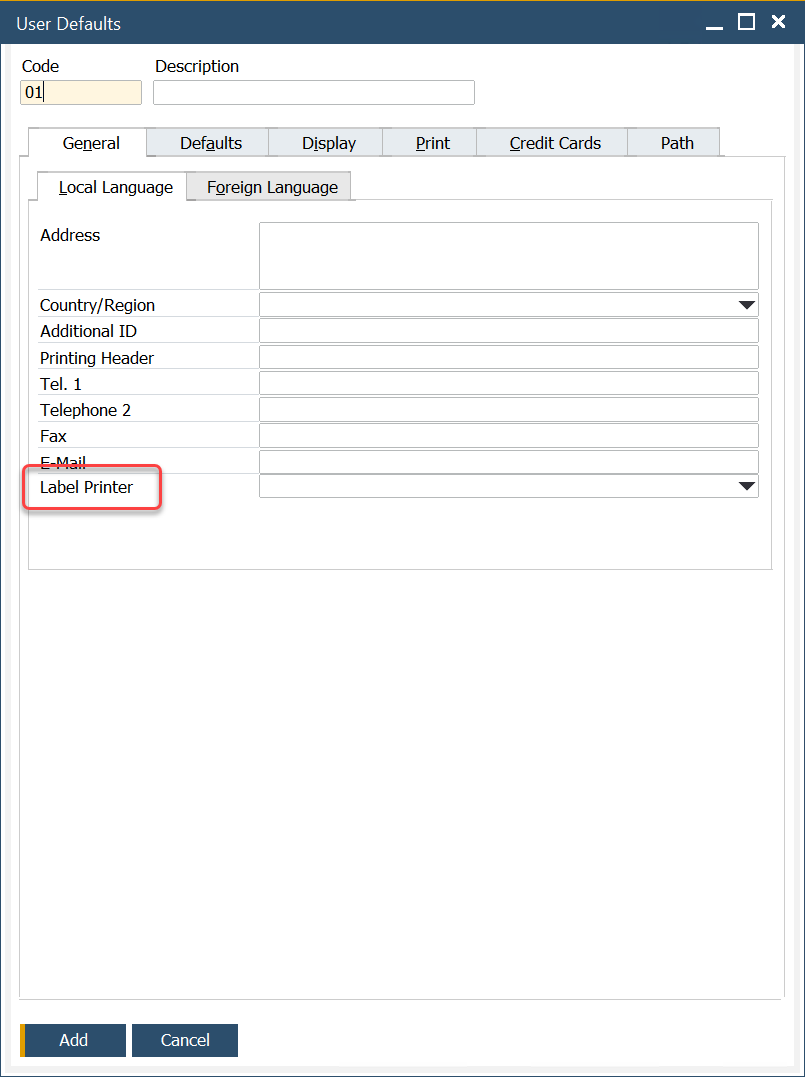 User Defaults
Code Description
01
General Defaults Display Print Credit Cards Path
Local Language Foreign Language
Address
Country/Region
Additional ID
Printing Header
Tel. 1
Telephone 2
Fax
E-Mail
Label Printer
Add Cancel